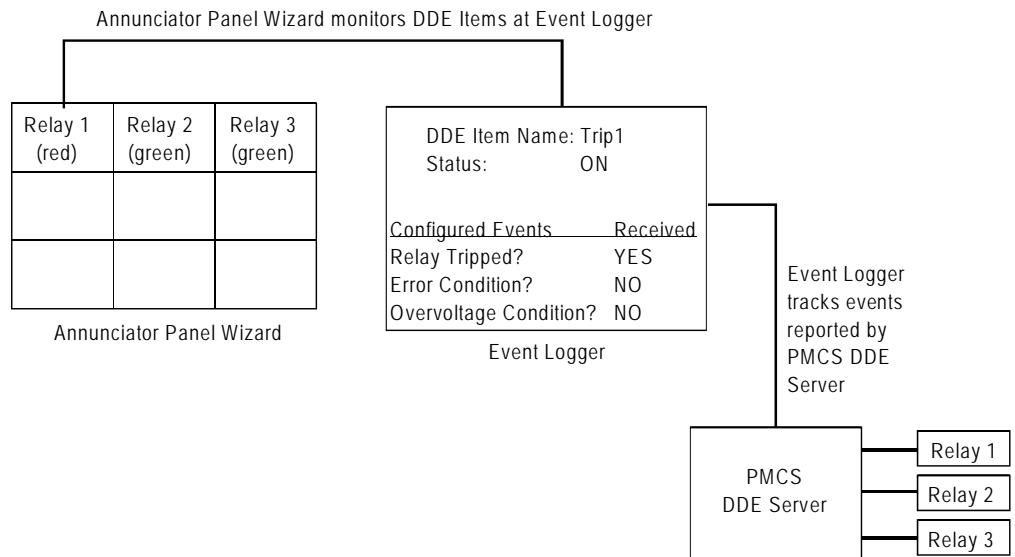 Annunciator Panel Wizard monitors DDE Items at Event Logger
Relay 1
(red)
Relay 2
(green)
Relay 3
(green)
Annunciator Panel Wizard
DDE Item Name: Trip1
Status: ON
Configured Events Received
Relay Tripped? YES
Error Condition? NO
Overvoltage Condition? NO
Event Logger
Event Logger
tracks events
reported by
PMCS DDE
Server
PMCS
DDE Server
Relay 1
Relay 2
Relay 3